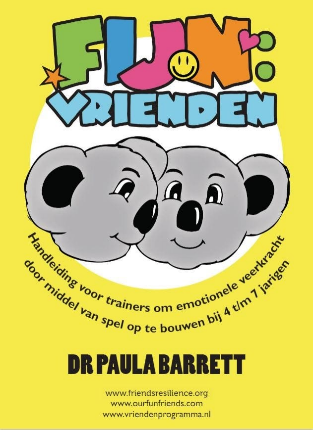 FIJN:
VRIENDEN
Handleiding voor trainers om emotionele veerkracht
door middel van spel op te bouwen bij 4 t/m 7 jarigen
DR PAULA BARRETT
www.friendsresilience.org
www.ourfunfriends.com
www.vriendenprogramma.nl